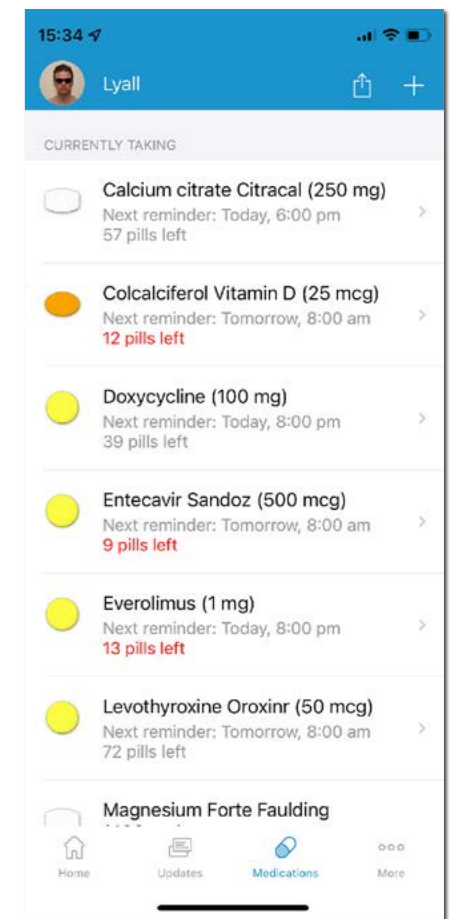 15:34
Lyall
CURRENTLY TAKING
Calcium citrate Citracal (250 mg)
Next reminder: Today, 6:00 pm
57 pills left
Colcalciferol Vitamin D (25 mcg)
Next reminder: Tomorrow, 8:00 am
12 pills left
Doxycycline (100 mg)
Next reminder: Today, 8:00 pm
39 pills left
Entecavir Sandoz (500 mcg)
Next reminder: Tomorrow, 8:00 am
9 pills left
Everolimus (1 mg)
Next reminder: Today, 8:00 pm
13 pills left
Levothyroxine Oroxinr (50 mcg)
Next reminder: Tomorrow, 8:00 am
72 pills left
Magnesium Forte Faulding
Home Updates Medications More